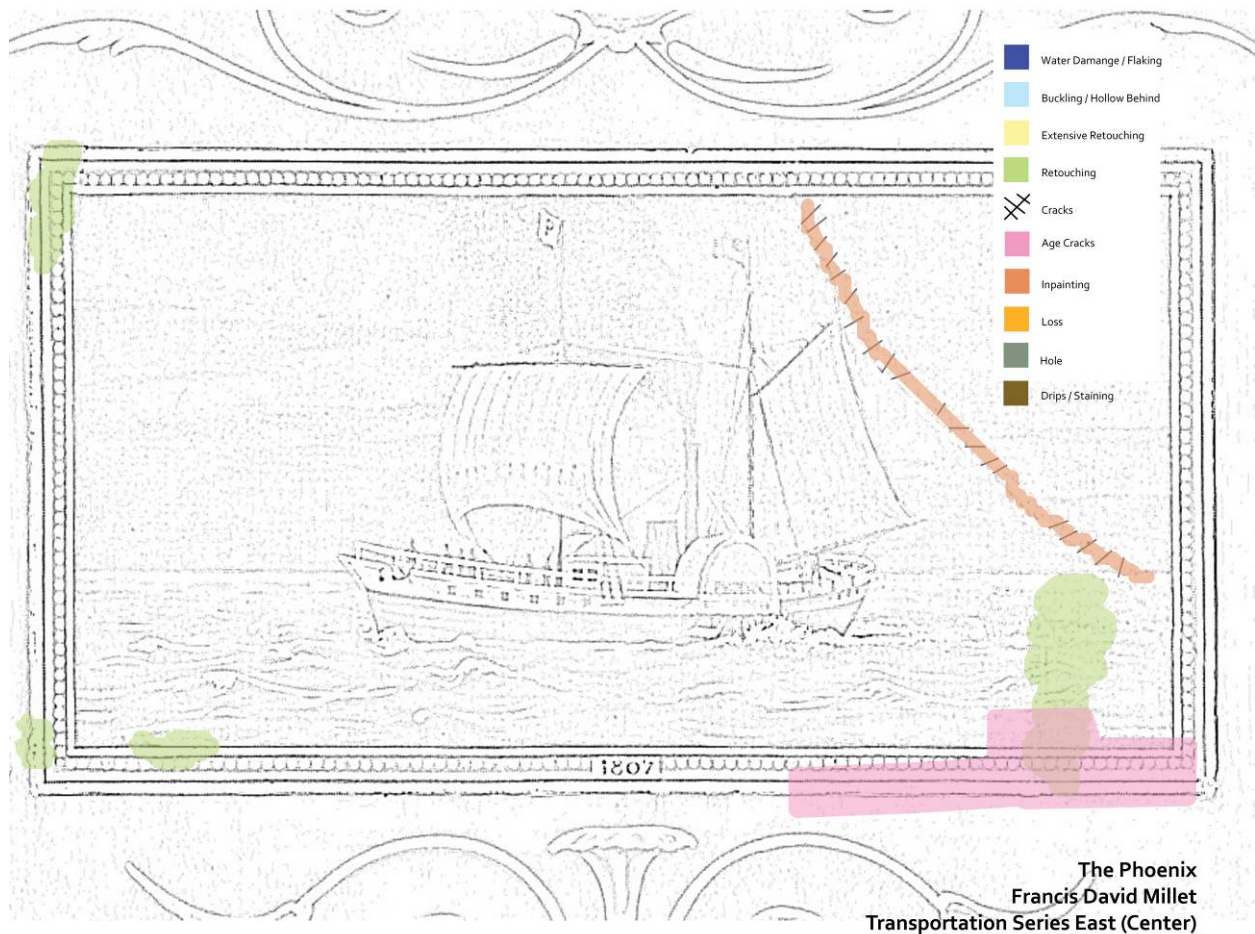 Water Damange / Flaking
Buckling / Hollow Behind
Extensive Retouching
Retouching
Cracks
Age Cracks
Inpainting
Loss
Hole
Drips / Staining
1807
The Phoenix
Francis David Millet
Transportation Series East (Center)